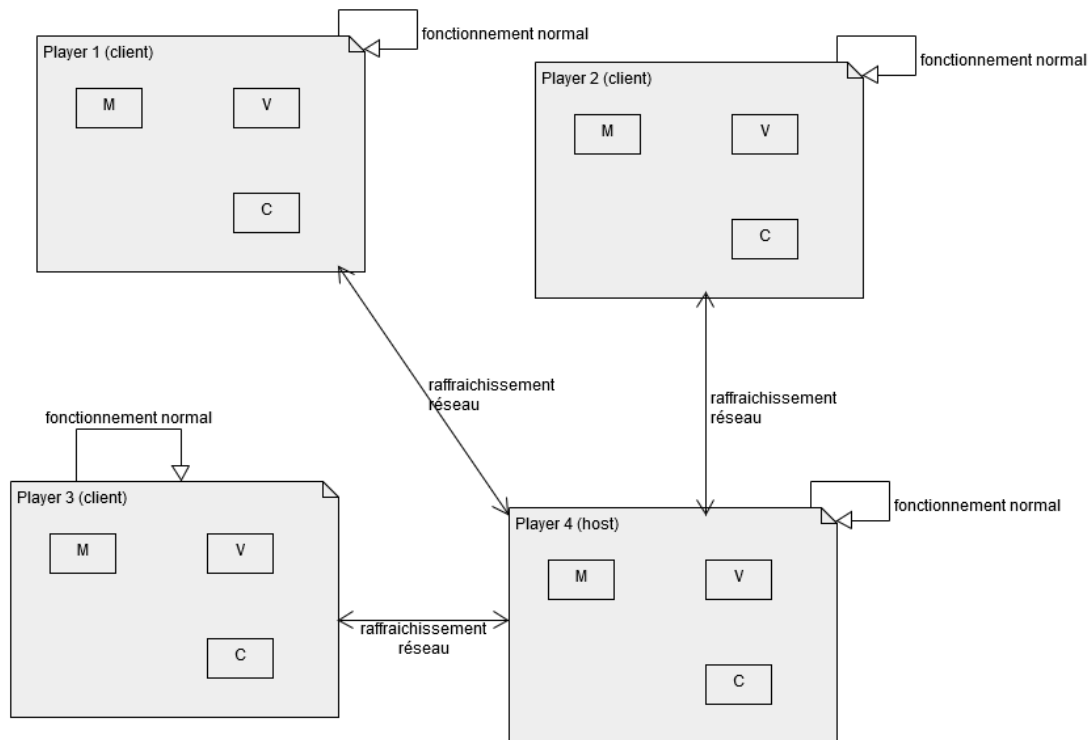 fonctionnement normal
Player 1 (client)
M
V
C
fonctionnement normal
Player 2 (client)
M
V
C
raffraichissement
réseau
raffraichissement
réseau
fonctionnement normal
Player 3 (client)
M
V
C
raffraichissement
réseau
fonctionnement normal
Player 4 (host)
M
V
C